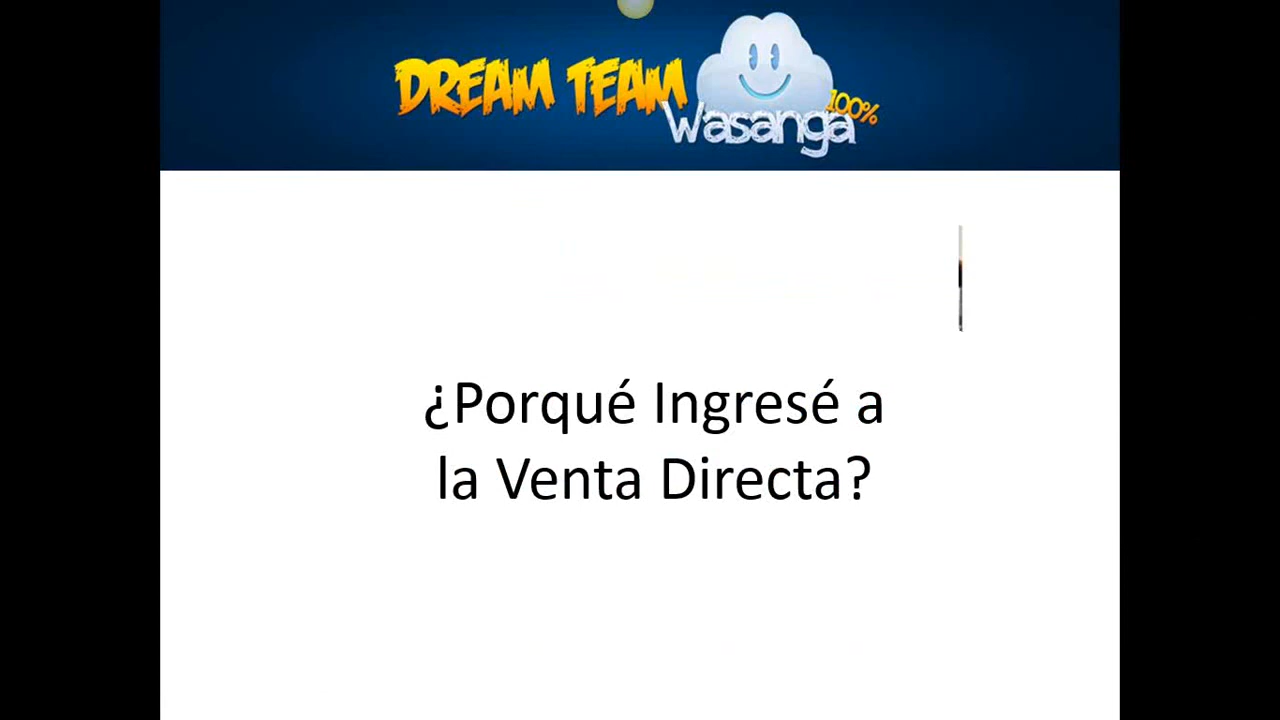 DREAM TEAM
100%
Wasanga
¿Porqué Ingresé a
la Venta Directa?